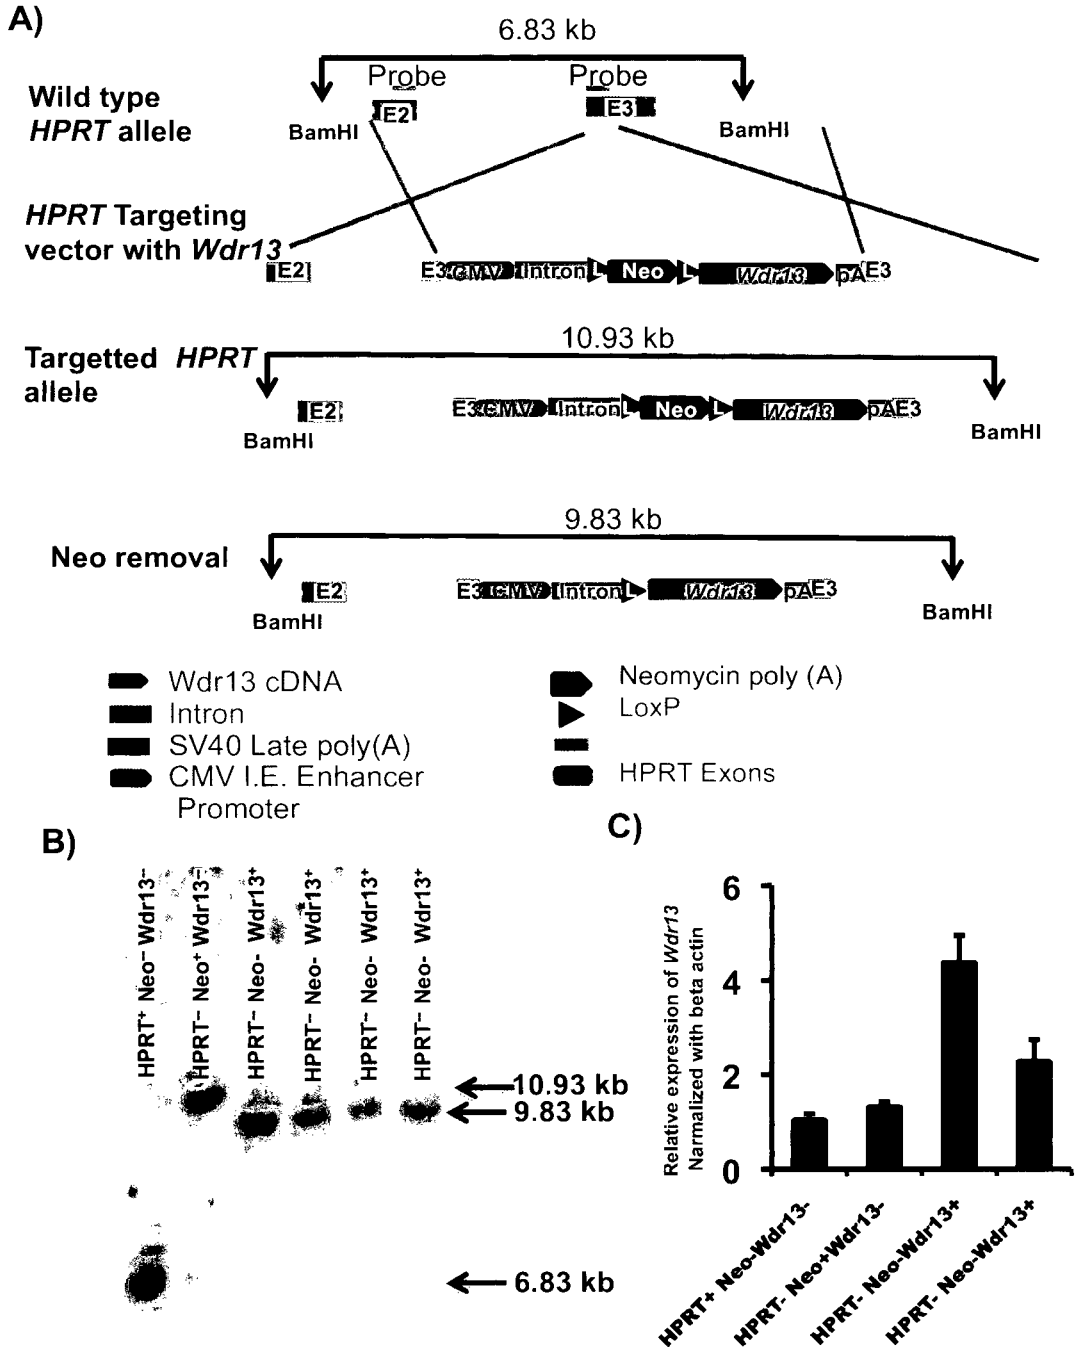 A)
6.83 kb
Probe Probe
Wild type
HPRT allele
E2 E3
BamHI BamHI
HPRT Targeting
vector with Wdr13
E2 E3 CMV Intron L Neo L Wdr13 pA E3
10.93 kb
Targetted HPRT
allele
E2 E3 CMV Intron L Neo L Wdr13 pA E3
BamHI BamHI
9.83 kb
Neo removal
E2 E3 CMV Intron L Wdr13 pA E3
BamHI BamHI
Wdr13 cDNA
Intron
SV40 Late poly(A)
CMV I.E. Enhancer
Promoter
Neomycin poly (A)
LoxP
HPRT Exons
B)
HPRT+ Neo- Wdr13-
HPRT- Neo+ Wdr13-
HPRT- Neo- Wdr13+
HPRT- Neo- Wdr13+
HPRT- Neo- Wdr13+
HPRT- Neo- Wdr13+
10.93 kb
9.83 kb
6.83 kb
C)
Relative expression of Wdr13
Narmalized with beta actin
6
4
2
0
HPRT+ Neo-Wdr13-
HPRT- Neo+Wdr13-
HPRT- Neo-Wdr13+
HPRT- Neo-Wdr13+